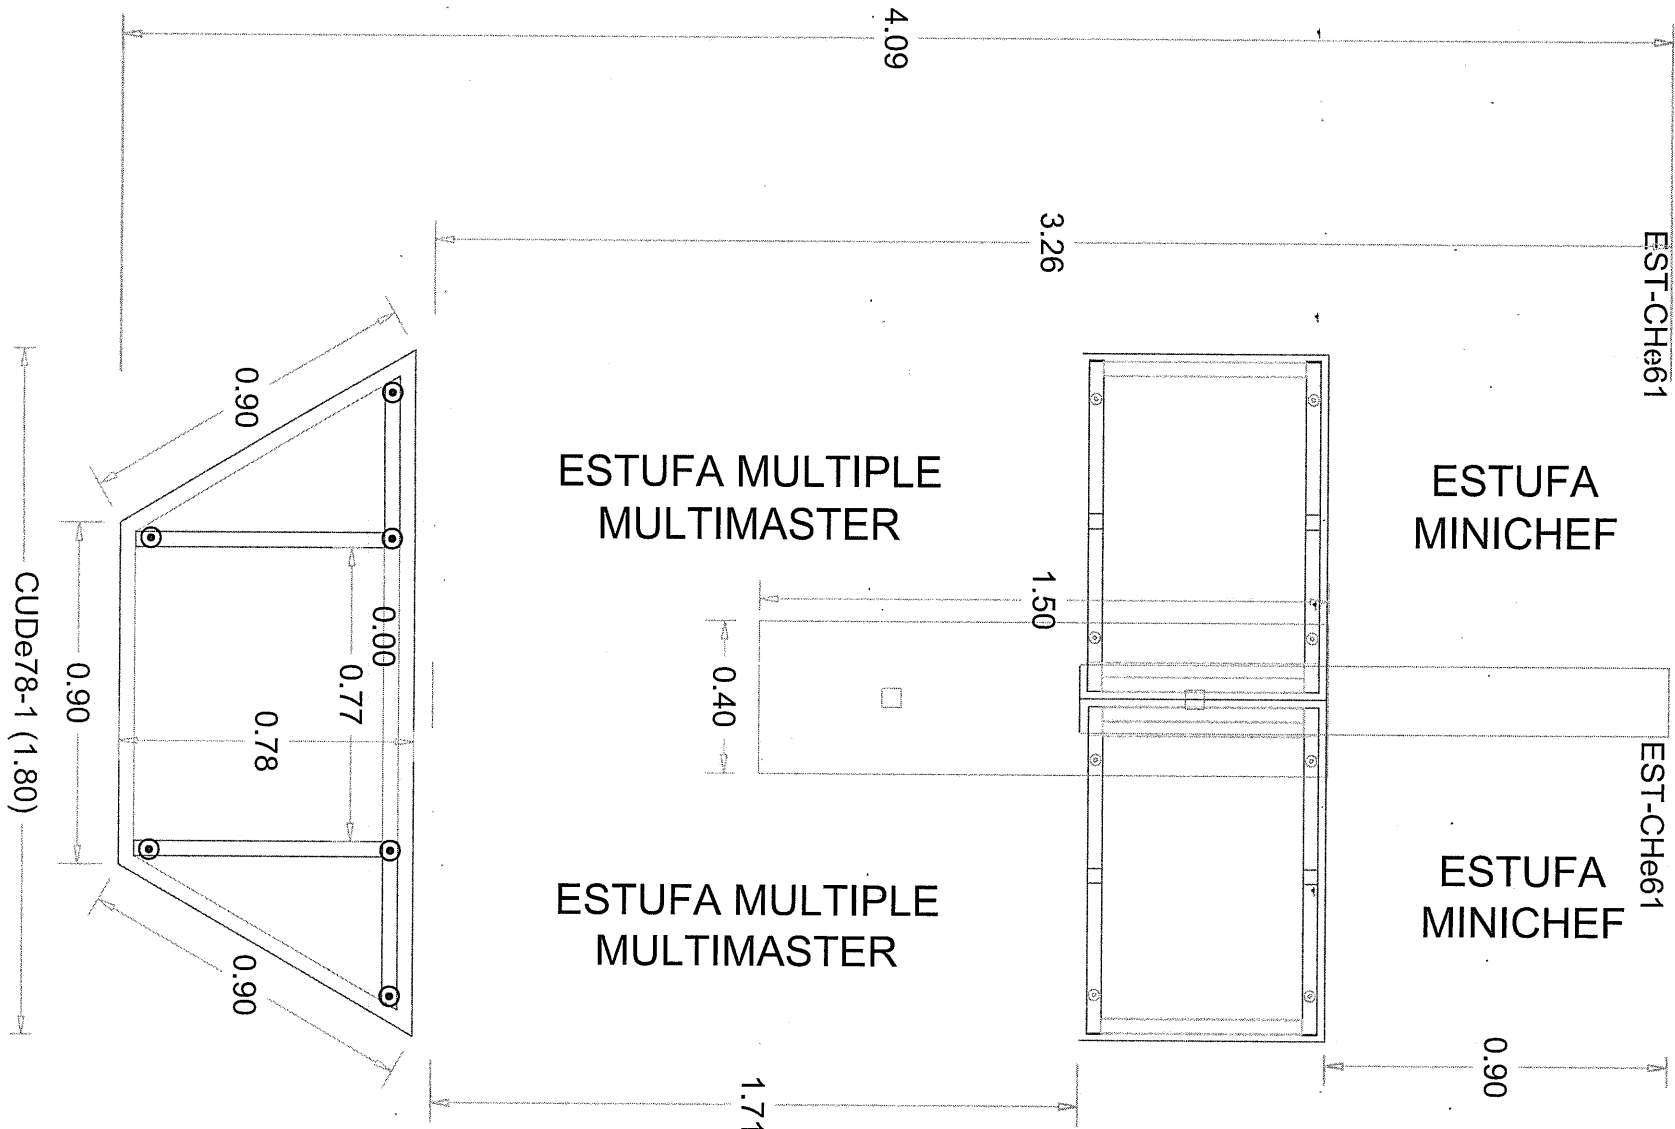 4.09
3.26
EST-CHe61
0.90
ESTUFA MULTIPLE
MULTIMASTER
ESTUFA
MINICHEF
1.50
0.00
0.77
0.40
0.78
0.90
CUDe78-1 (1.80)
EST-CHe61
ESTUFA MULTIPLE
MULTIMASTER
ESTUFA
MINICHEF
0.90
0.90
1.71